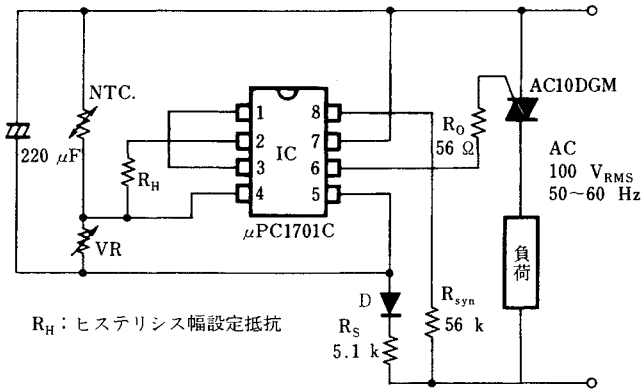 NTC.
220 μF
R_H
VR
1
2
3
4
IC
8
7
6
5
μPC1701C
R_O
56 Ω
AC10DGM
AC
100 V_RMS
50～60 Hz
負荷
D
R_S
5.1 k
R_syn
56 k
R_H：ヒステリシス幅設定抵抗